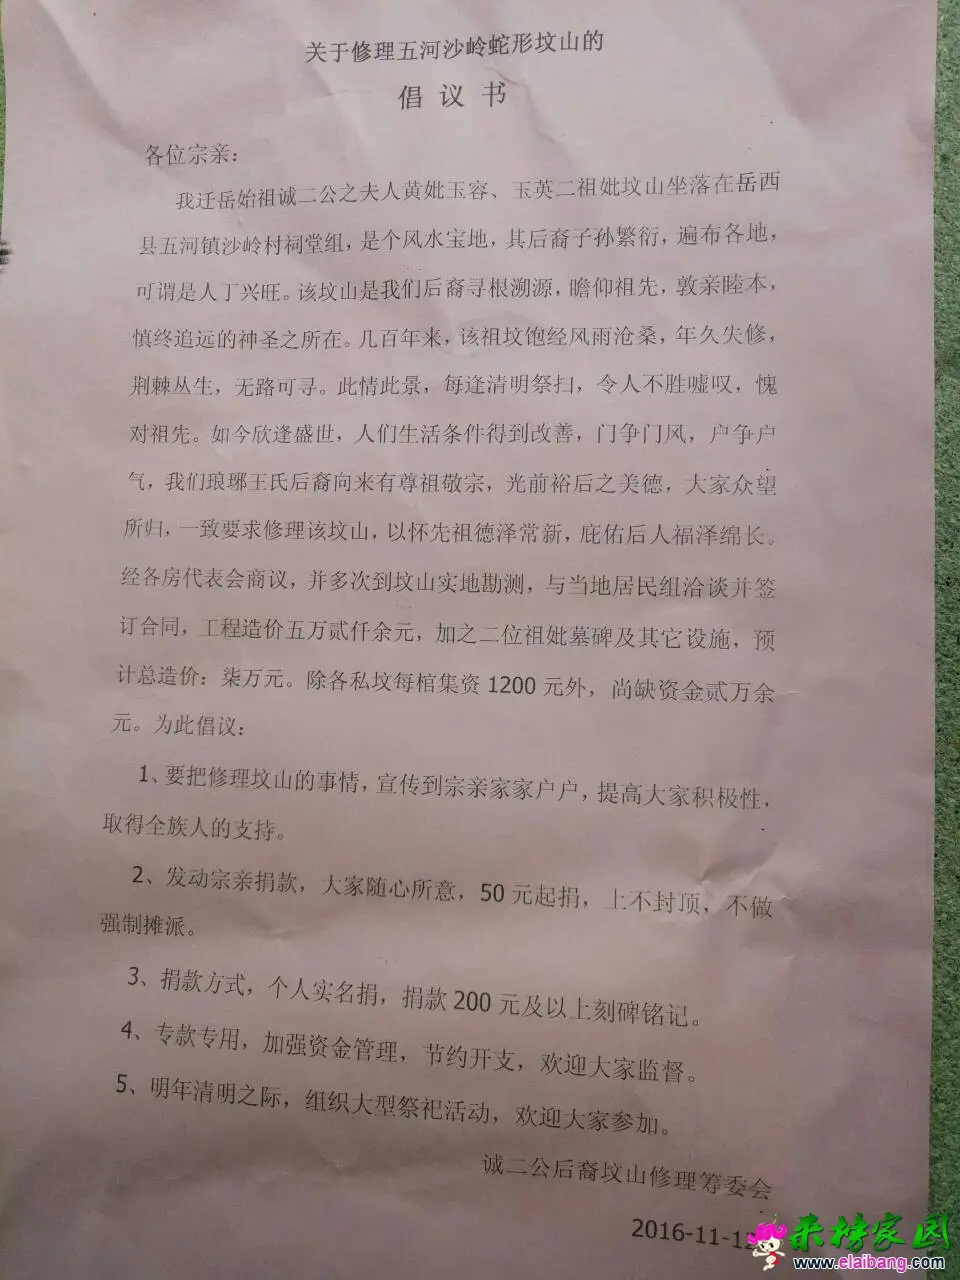 关于修理五河沙岭蛇形坟山的
倡议书
各位宗亲：
我迁岳始祖诚二公之夫人黄妣玉容、玉英二祖妣坟山坐落在岳西
县五河镇沙岭村祠堂组，是个风水宝地，其后裔子孙繁衍，遍布各地，
可谓是人丁兴旺。该坟山是我们后裔寻根溯源，瞻仰祖先，敦亲睦本，
慎终追远的神圣之所在。几百年来，该祖坟饱经风雨沧桑，年久失修，
荆棘丛生，无路可寻。此情此景，每逢清明祭扫，令人不胜嘘叹，愧
对祖先。如今欣逢盛世，人们生活条件得到改善，门争门风，户争户
气，我们琅琊王氏后裔向来有尊祖敬宗，光前裕后之美德，大家众望
所归，一致要求修理该坟山，以怀先祖德泽常新，庇佑后人福泽绵长。
经各房代表会商议，并多次到坟山实地勘测，与当地居民组洽谈并签
订合同，工程造价五万贰仟余元，加之二位祖妣墓碑及其它设施，预
计总造价：柒万元。除各私坟每棺集资1200元外，尚缺资金贰万余
元。为此倡议：
1、要把修理坟山的事情，宣传到宗亲家家户户，提高大家积极性，
取得全族人的支持。
2、发动宗亲捐款，大家随心所意，50元起捐，上不封顶，不做
强制摊派。
3、捐款方式，个人实名捐，捐款200元及以上刻碑铭记。
4、专款专用，加强资金管理，节约开支，欢迎大家监督。
5、明年清明之际，组织大型祭祀活动，欢迎大家参加。
诚二公后裔坟山修理筹委会
2016-11-12
来榜家园
www.elaibang.com